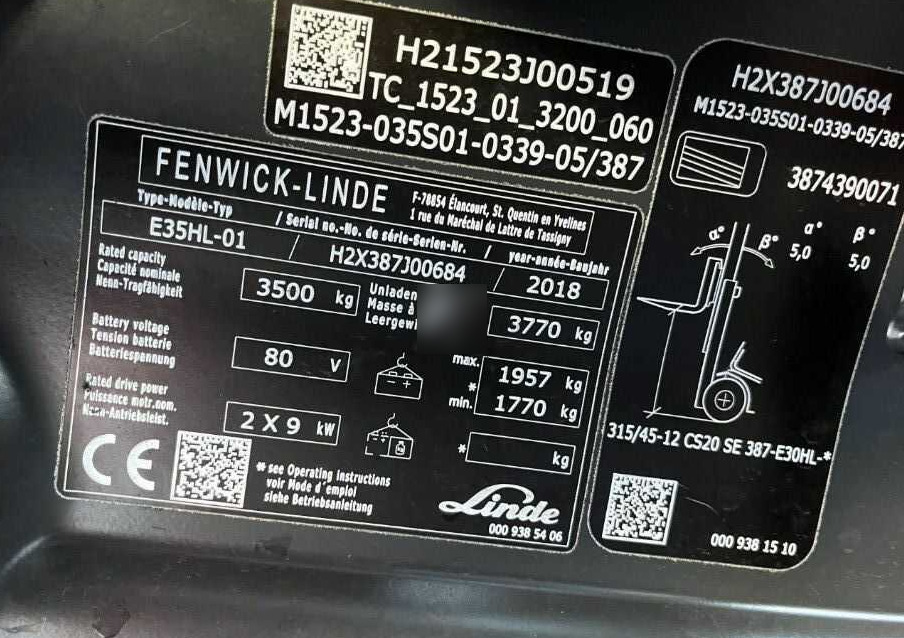 H21523J00519
TC_1523_01_3200_060
M1523-035S01-0339-05/387
FENWICK-LINDE
F-78854 Élancourt, St. Quentin en Yvelines
1 rue du Maréchal de Lattre de Tassigny
Type-Modèle-Typ / Serial no.-No. de série-Serien-Nr. / year-année-Baujahr
E35HL-01 / H2X387J00684 / 2018
Rated capacity
Capacité nominale
Nenn-Tragfähigkeit
3500 kg
Unladen
Masse à
3770 kg
Battery voltage
Tension batterie
Batteriespannung
80 V
max. 1957 kg
*
min. 1770 kg
Rated drive power
Puissance motr.nom.
Nenn-Antriebsleist.
2 X 9 kW
- +
* kg
CE
* see Operating Instructions
voir Mode d'emploi
siehe Betriebsanleitung
Linde
000 938 54 06
H2X387J00684
M1523-035S01-0339-05/387
3874390071
α° β°
α° β°
5,0 5,0
315/45-12 CS20 SE 387-E30HL-*
000 938 15 10